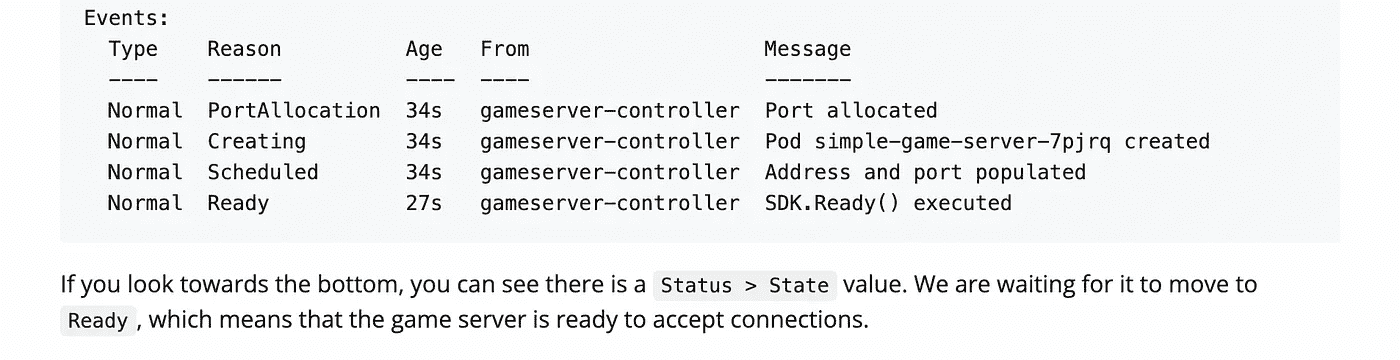 Events:
Type Reason Age From Message
---- ------ ---- ---- -------
Normal PortAllocation 34s gameserver-controller Port allocated
Normal Creating 34s gameserver-controller Pod simple-game-server-7pjrq created
Normal Scheduled 34s gameserver-controller Address and port populated
Normal Ready 27s gameserver-controller SDK.Ready() executed
If you look towards the bottom, you can see there is a Status > State value. We are waiting for it to move to
Ready, which means that the game server is ready to accept connections.